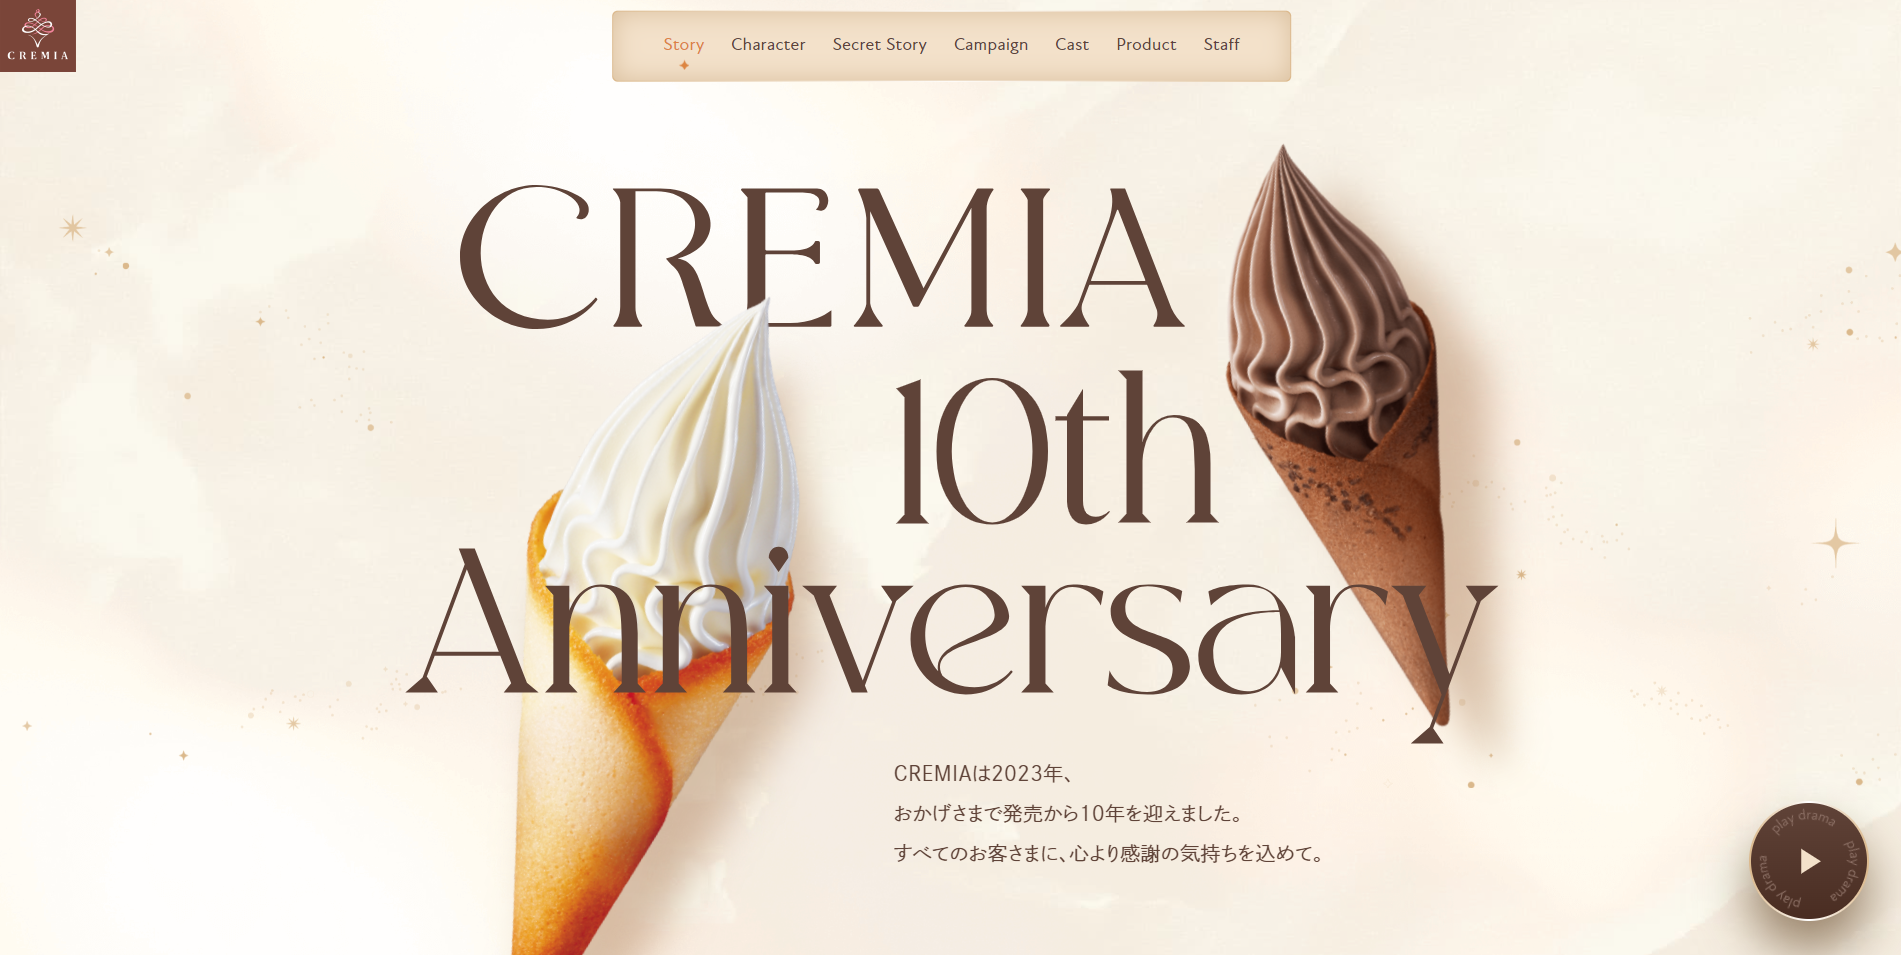 CREMIA
Story Character Secret Story Campaign Cast Product Staff
CREMIA
10th
Anniversary
CREMIAは2023年、
おかげさまで発売から10年を迎えました。
すべてのお客さまに、心より感謝の気持ちを込めて。
play drama play drama play drama